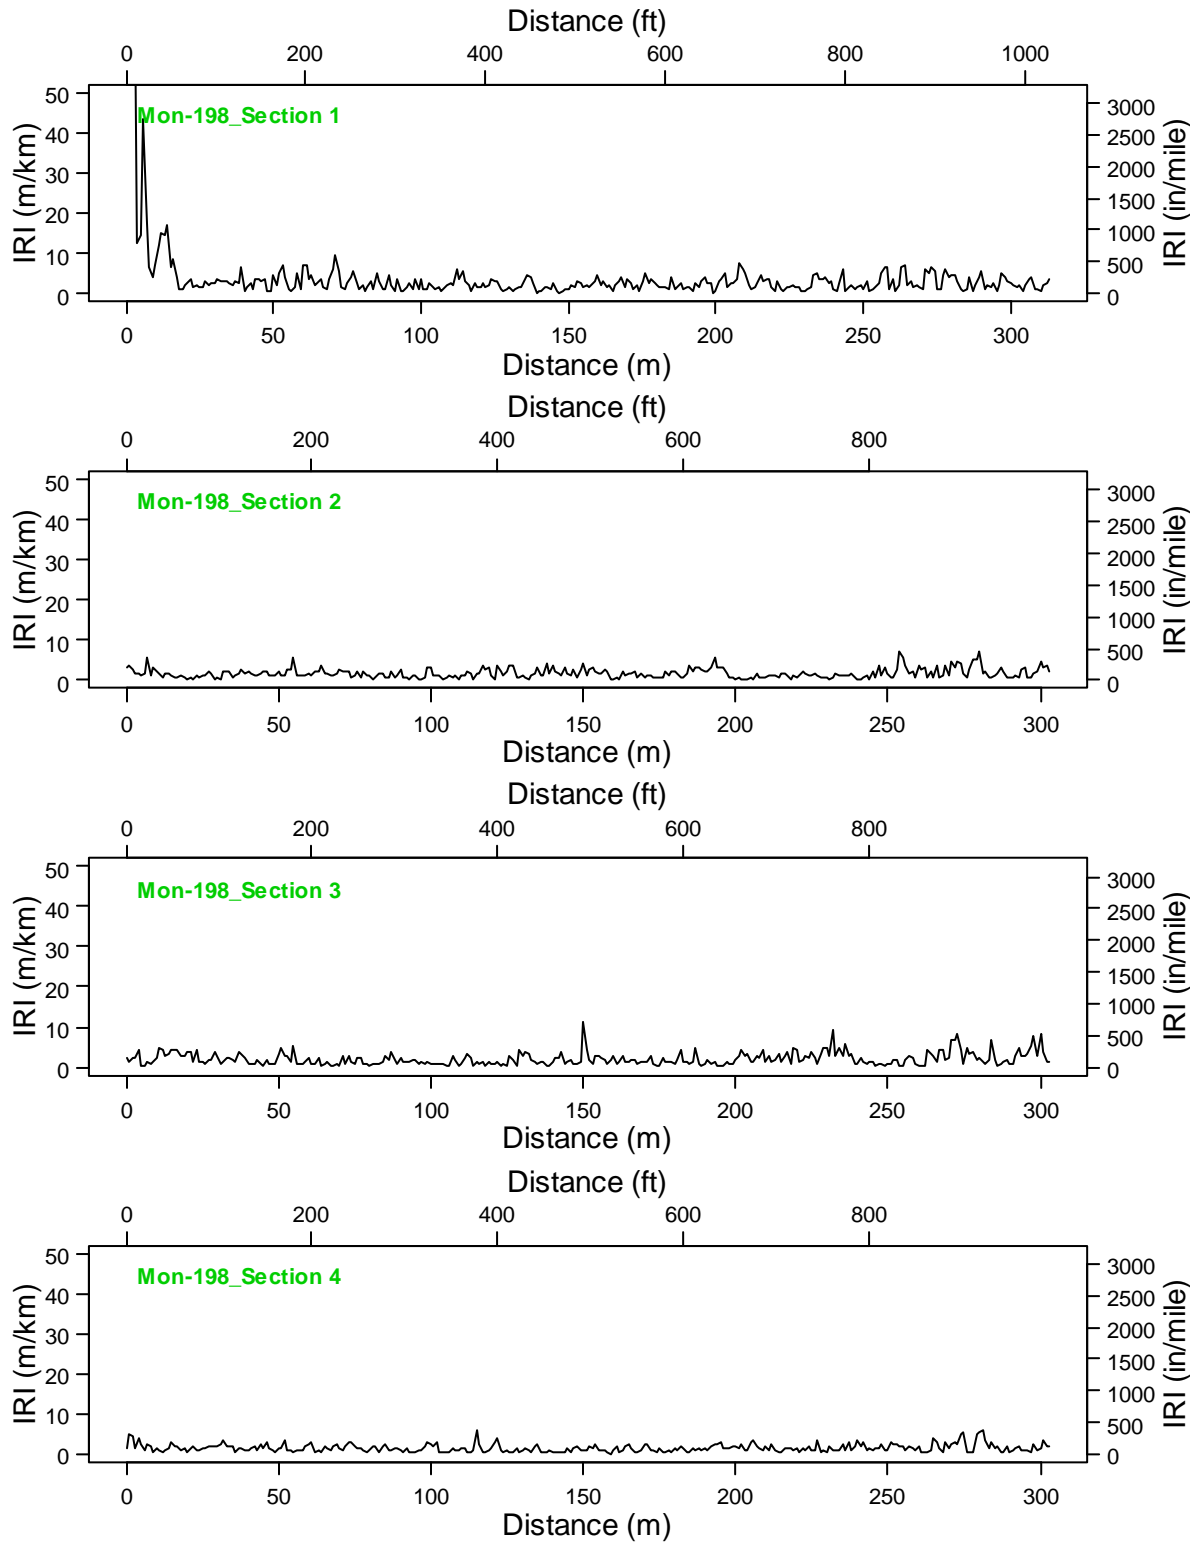 Distance (ft)
0 200 400 600 800 1000
Mon-198_Section 1
IRI (m/km)
50
40
30
20
10
0
IRI (in/mile)
3000
2500
2000
1500
1000
500
0
0 50 100 150 200 250 300
Distance (m)
Distance (ft)
0 200 400 600 800
Mon-198_Section 2
IRI (m/km)
50
40
30
20
10
0
IRI (in/mile)
3000
2500
2000
1500
1000
500
0
0 50 100 150 200 250 300
Distance (m)
Distance (ft)
0 200 400 600 800
Mon-198_Section 3
IRI (m/km)
50
40
30
20
10
0
IRI (in/mile)
3000
2500
2000
1500
1000
500
0
0 50 100 150 200 250 300
Distance (m)
Distance (ft)
0 200 400 600 800
Mon-198_Section 4
IRI (m/km)
50
40
30
20
10
0
IRI (in/mile)
3000
2500
2000
1500
1000
500
0
0 50 100 150 200 250 300
Distance (m)